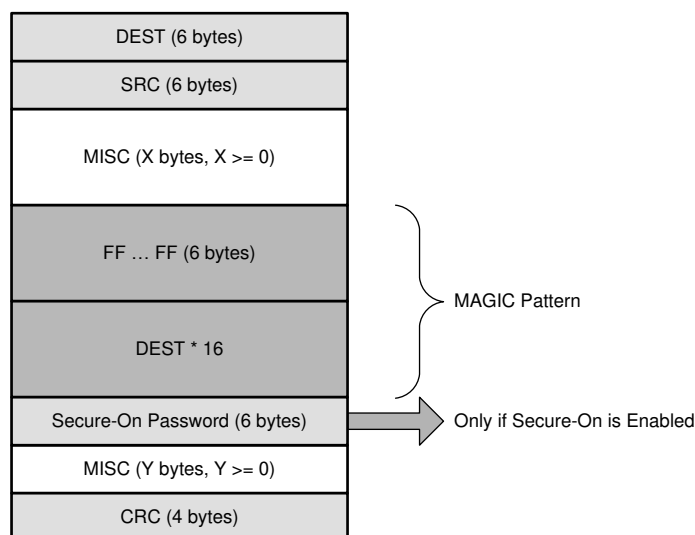 DEST (6 bytes)
SRC (6 bytes)
MISC (X bytes, X >= 0)
FF … FF (6 bytes)
MAGIC Pattern
DEST * 16
Secure-On Password (6 bytes)
Only if Secure-On is Enabled
MISC (Y bytes, Y >= 0)
CRC (4 bytes)